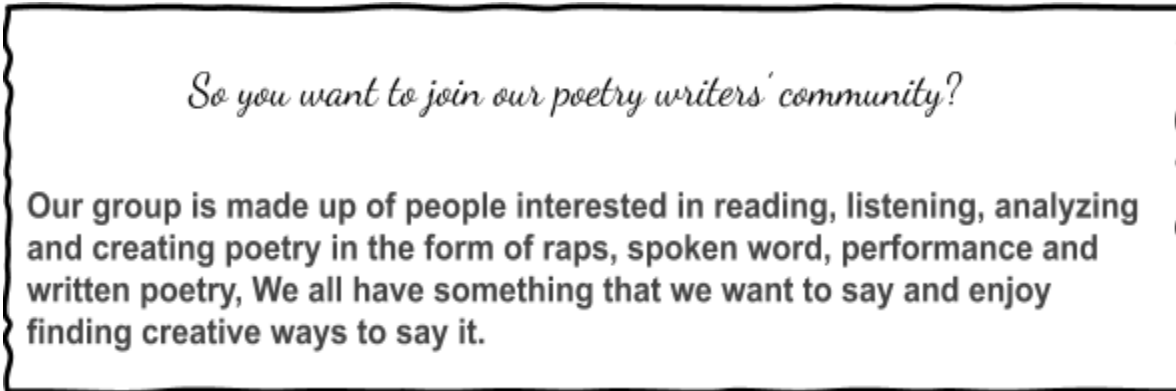 So you want to join our poetry writers' community?
Our group is made up of people interested in reading, listening, analyzing
and creating poetry in the form of raps, spoken word, performance and
written poetry, We all have something that we want to say and enjoy
finding creative ways to say it.